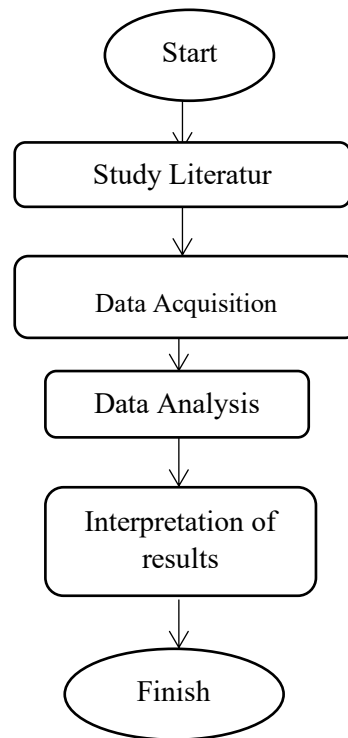 Start
Study Literatur
Data Acquisition
Data Analysis
Interpretation of
results
Finish